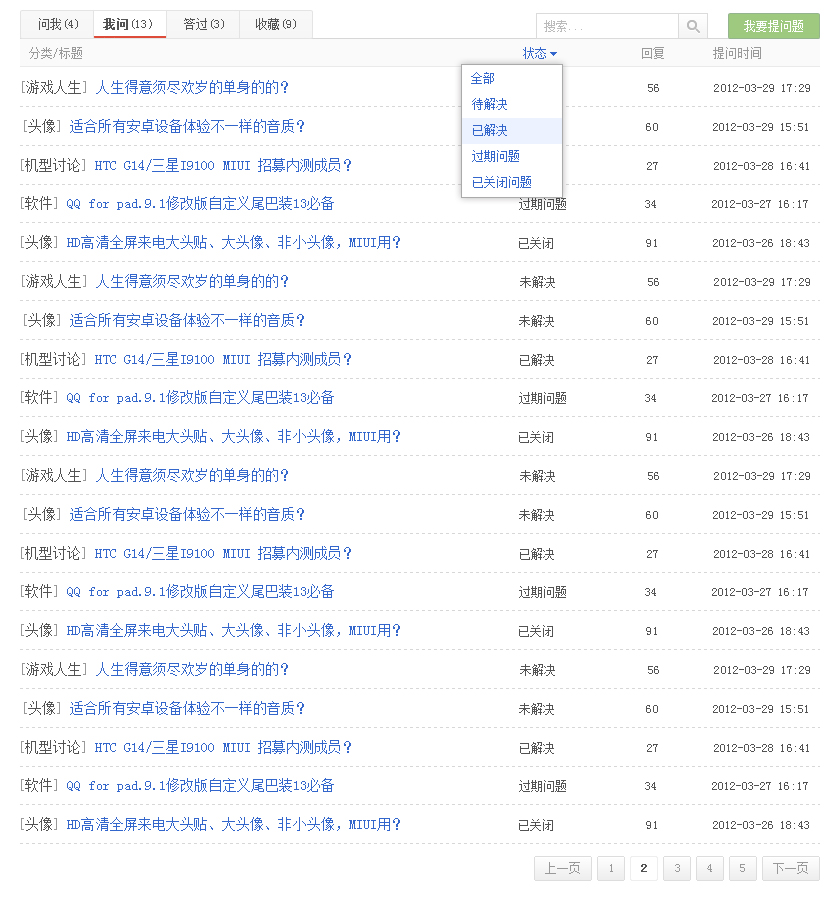 问我(4) 我问(13) 答过(3) 收藏(9) 搜索... 我要提问题
分类/标题 状态 回复 提问时间
全部
待解决
已解决
过期问题
已关闭问题
[游戏人生] 人生得意须尽欢岁的单身的的? 56 2012-03-29 17:29
[头像] 适合所有安卓设备体验不一样的音质? 60 2012-03-29 15:51
[机型讨论] HTC G14/三星I9100 MIUI 招募内测成员? 27 2012-03-28 16:41
[软件] QQ for pad.9.1修改版自定义尾巴装13必备 过期问题 34 2012-03-27 16:17
[头像] HD高清全屏来电大头贴、大头像、非小头像，MIUI用? 已关闭 91 2012-03-26 18:43
[游戏人生] 人生得意须尽欢岁的单身的的? 未解决 56 2012-03-29 17:29
[头像] 适合所有安卓设备体验不一样的音质? 未解决 60 2012-03-29 15:51
[机型讨论] HTC G14/三星I9100 MIUI 招募内测成员? 已解决 27 2012-03-28 16:41
[软件] QQ for pad.9.1修改版自定义尾巴装13必备 过期问题 34 2012-03-27 16:17
[头像] HD高清全屏来电大头贴、大头像、非小头像，MIUI用? 已关闭 91 2012-03-26 18:43
[游戏人生] 人生得意须尽欢岁的单身的的? 未解决 56 2012-03-29 17:29
[头像] 适合所有安卓设备体验不一样的音质? 未解决 60 2012-03-29 15:51
[机型讨论] HTC G14/三星I9100 MIUI 招募内测成员? 已解决 27 2012-03-28 16:41
[软件] QQ for pad.9.1修改版自定义尾巴装13必备 过期问题 34 2012-03-27 16:17
[头像] HD高清全屏来电大头贴、大头像、非小头像，MIUI用? 已关闭 91 2012-03-26 18:43
[游戏人生] 人生得意须尽欢岁的单身的的? 未解决 56 2012-03-29 17:29
[头像] 适合所有安卓设备体验不一样的音质? 未解决 60 2012-03-29 15:51
[机型讨论] HTC G14/三星I9100 MIUI 招募内测成员? 已解决 27 2012-03-28 16:41
[软件] QQ for pad.9.1修改版自定义尾巴装13必备 过期问题 34 2012-03-27 16:17
[头像] HD高清全屏来电大头贴、大头像、非小头像，MIUI用? 已关闭 91 2012-03-26 18:43
上一页 1 2 3 4 5 下一页